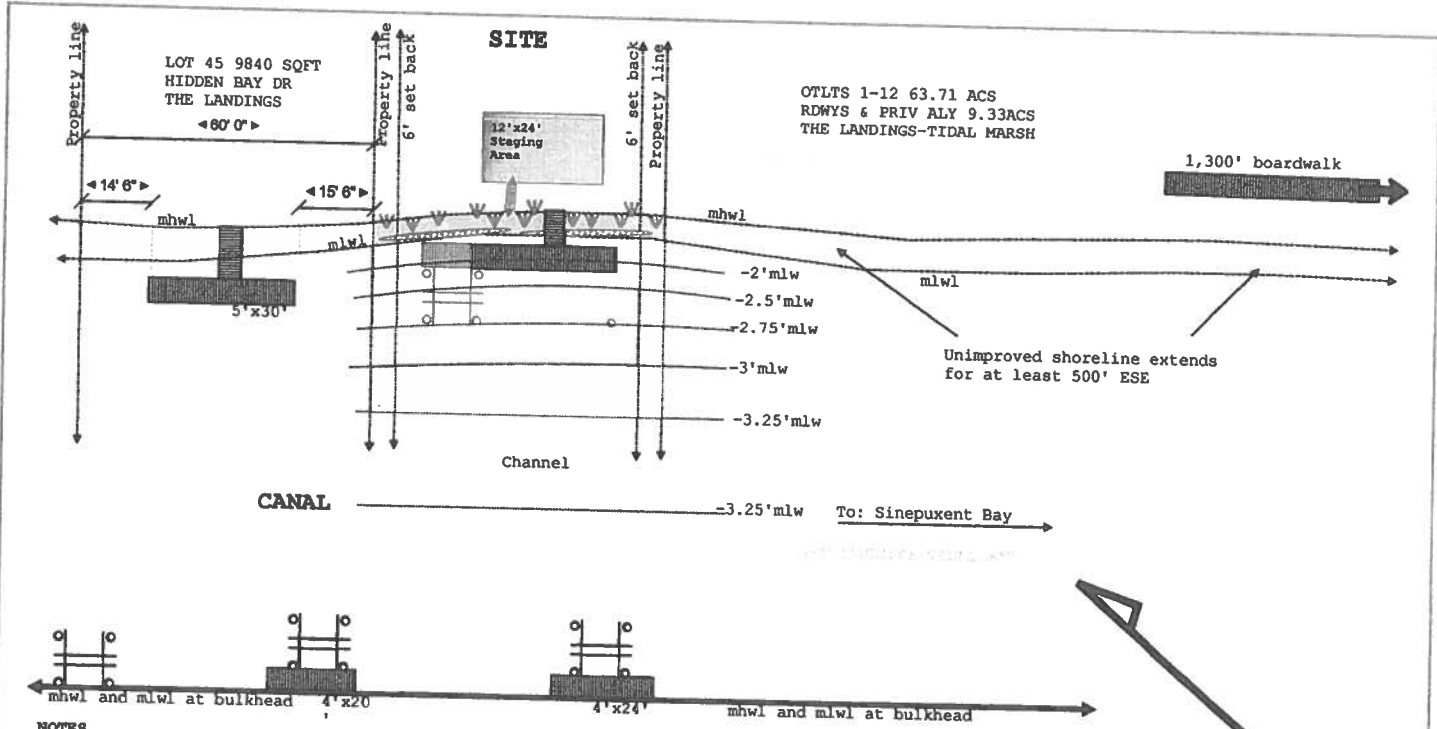 SITE
Property line
LOT 45 9840 SQFT
HIDDEN BAY DR
THE LANDINGS
60'0"
Property line
6' set back
12'x24'
Staging
Area
6' set back
Property line
OTLTS 1-12 63.71 ACS
RDWYS & PRIV ALY 9.33ACS
THE LANDINGS-TIDAL MARSH
1,300' boardwalk
14'6"
15'6"
mhwl
mlwl
mhwl
mlwl
5'x30'
-2'mlw
-2.5'mlw
-2.75'mlw
-3'mlw
-3.25'mlw
Unimproved shoreline extends
for at least 500' ESE
Channel
CANAL
-3.25'mlw
To: Sinepuxent Bay
mhwl and mlwl at bulkhead
4'x20'
4'x24'
mhwl and mlwl at bulkhead
NOTES